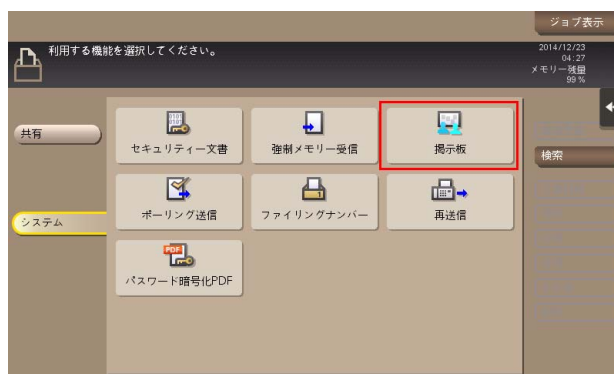 ジョブ表示
利用する機能を選択してください。
2014/12/23
04:27
メモリー残量
99%
共有
セキュリティー文書
強制メモリー受信
掲示板
検索
ポーリング送信
ファイリングナンバー
再送信
システム
PDF
パスワード暗号化PDF